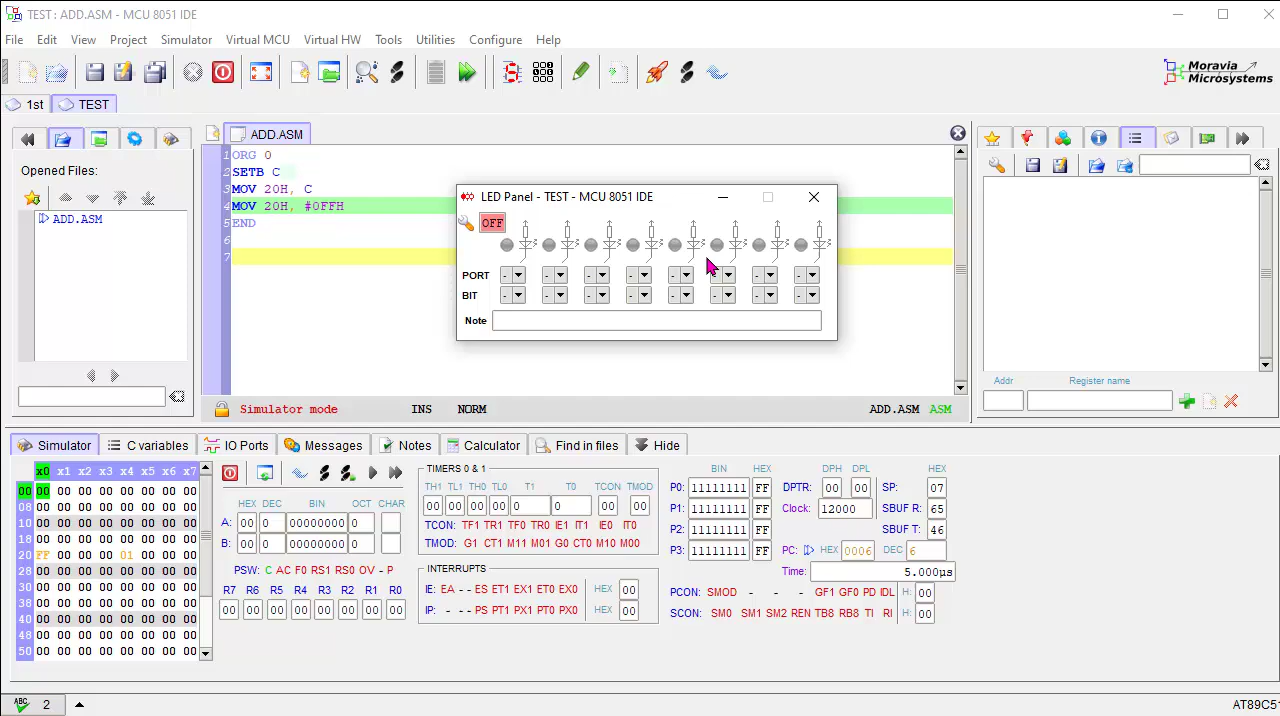 TEST : ADD.ASM - MCU 8051 IDE
File Edit View Project Simulator Virtual MCU Virtual HW Tools Utilities Configure Help
Moravia
Microsystems
1st TEST
ADD.ASM
Opened Files:
ADD.ASM
1 ORG 0
2 SETB C
3 MOV 20H, C
4 MOV 20H, #0FFH
5 END
6
7
LED Panel - TEST - MCU 8051 IDE
OFF
PORT - - - - - - - -
BIT - - - - - - - -
Note
Addr Register name
Simulator mode INS NORM ADD.ASM ASM
Simulator C variables IO Ports Messages Notes Calculator Find in files Hide
x0 x1 x2 x3 x4 x5 x6 x7
00 00 00 00 00 00 00 00 00
08 00 00 00 00 00 00 00 00
10 00 00 00 00 00 00 00 00
18 00 00 00 00 00 00 00 00
20 FF 00 00 00 01 00 00 00
28 00 00 00 00 00 00 00 00
30 00 00 00 00 00 00 00 00
38 00 00 00 00 00 00 00 00
40 00 00 00 00 00 00 00 00
48 00 00 00 00 00 00 00 00
50 00 00 00 00 00 00 00 00
HEX DEC BIN OCT CHAR
A: 00 0 00000000 0
B: 00 0 00000000 0
PSW: C AC F0 RS1 RS0 OV - P
R7 R6 R5 R4 R3 R2 R1 R0
00 00 00 00 00 00 00 00
TIMERS 0 & 1
TH1 TL1 TH0 TL0 T1 T0 TCON TMOD
00 00 00 00 0 0 00 00
TCON: TF1 TR1 TF0 TR0 IE1 IT1 IE0 IT0
TMOD: G1 CT1 M11 M01 G0 CT0 M10 M00
INTERRUPTS
IE: EA - - ES ET1 EX1 ET0 EX0 HEX 00
IP: - - - PS PT1 PX1 PT0 PX0 HEX 00
BIN HEX
P0: 11111111 FF
P1: 11111111 FF
P2: 11111111 FF
P3: 11111111 FF
DPH DPL HEX
DPTR: 00 00 SP: 07
Clock: 12000 SBUF R: 65
SBUF T: 46
PC: HEX 0006 DEC 6
Time: 5.000µs
PCON: SMOD - - - GF1 GF0 PD IDL H: 00
SCON: SM0 SM1 SM2 REN TB8 RB8 TI RI H: 00
ABC 2 AT89C51